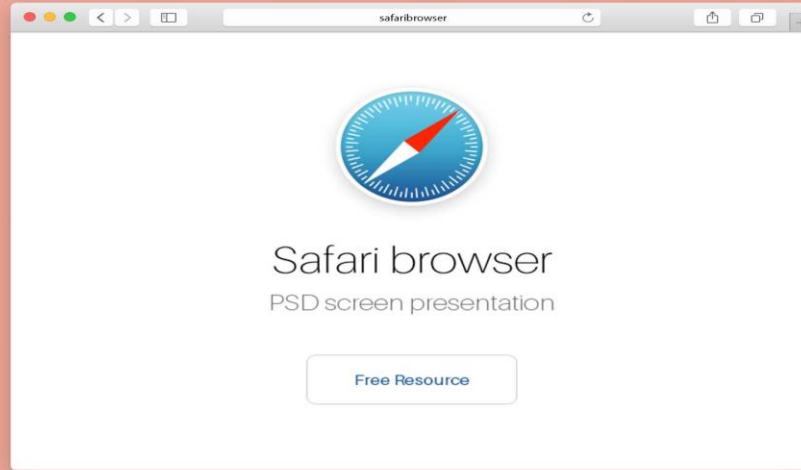 safaribrowser
Safari browser
PSD screen presentation
Free Resource